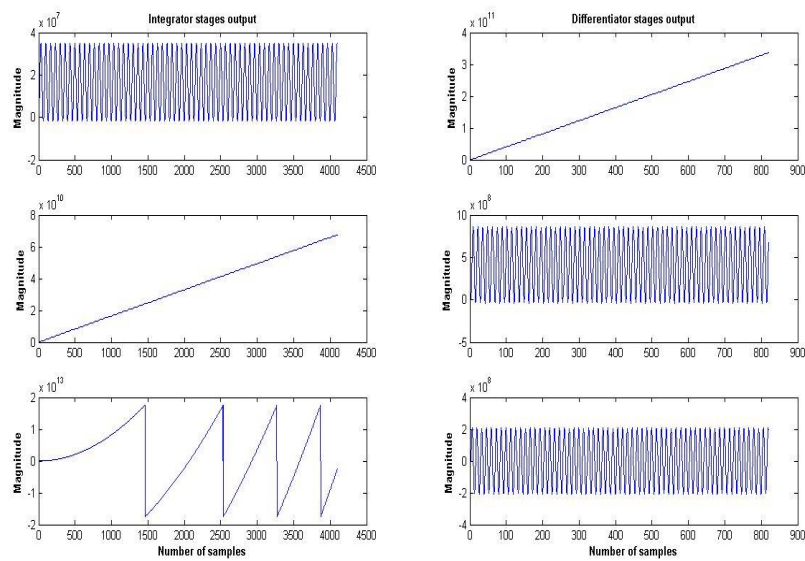 Integrator stages output
x 10^7
4
2
0
-2
Magnitude
0 500 1000 1500 2000 2500 3000 3500 4000 4500
Differentiator stages output
x 10^11
4
3
2
1
0
Magnitude
0 100 200 300 400 500 600 700 800 900
x 10^10
8
6
4
2
0
Magnitude
0 500 1000 1500 2000 2500 3000 3500 4000 4500
x 10^8
10
5
0
-5
Magnitude
0 100 200 300 400 500 600 700 800 900
x 10^13
2
1
0
-1
-2
Magnitude
0 500 1000 1500 2000 2500 3000 3500 4000 4500
Number of samples
x 10^8
4
2
0
-2
-4
Magnitude
0 100 200 300 400 500 600 700 800 900
Number of samples